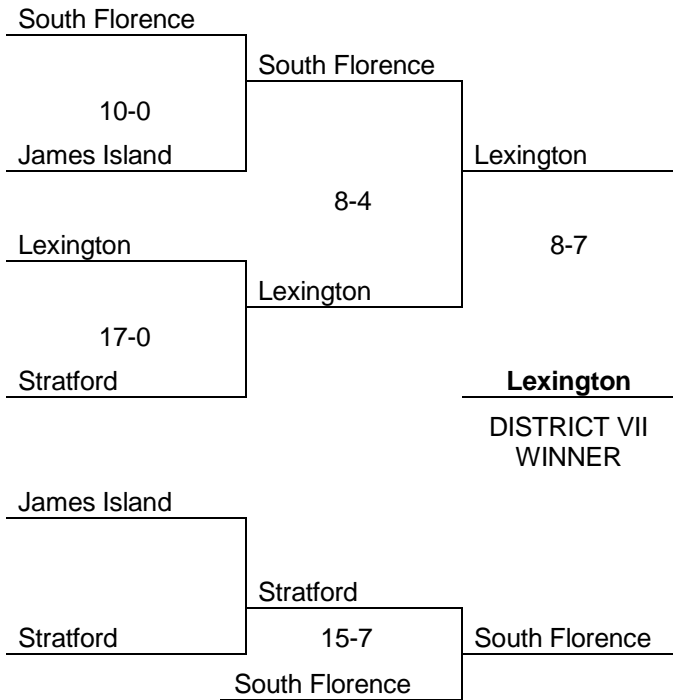 South Florence
South Florence
10-0
James Island
Lexington
8-4
Lexington
8-7
Lexington
17-0
Stratford
Lexington
DISTRICT VII
WINNER
James Island
Stratford
Stratford
15-7
South Florence
South Florence